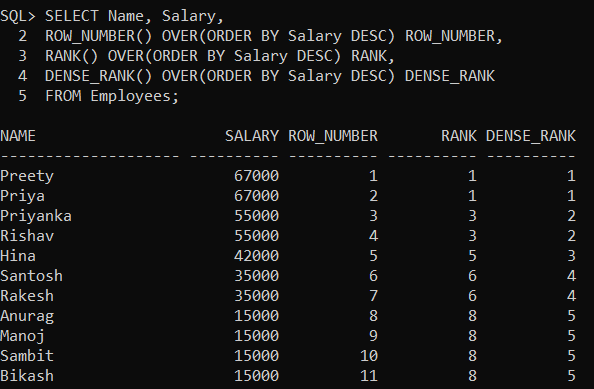 SQL> SELECT Name, Salary,
  2  ROW_NUMBER() OVER(ORDER BY Salary DESC) ROW_NUMBER,
  3  RANK() OVER(ORDER BY Salary DESC) RANK,
  4  DENSE_RANK() OVER(ORDER BY Salary DESC) DENSE_RANK
  5  FROM Employees;

NAME                     SALARY ROW_NUMBER       RANK DENSE_RANK
-------------------- ---------- ---------- ---------- ----------
Preety                    67000          1          1          1
Priya                     67000          2          1          1
Priyanka                  55000          3          3          2
Rishav                    55000          4          3          2
Hina                      42000          5          5          3
Santosh                   35000          6          6          4
Rakesh                    35000          7          6          4
Anurag                    15000          8          8          5
Manoj                     15000          9          8          5
Sambit                    15000         10          8          5
Bikash                    15000         11          8          5